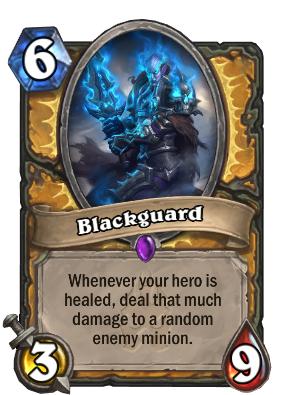 6
Blackguard
Whenever your hero is
healed, deal that much
damage to a random
enemy minion.
3
9